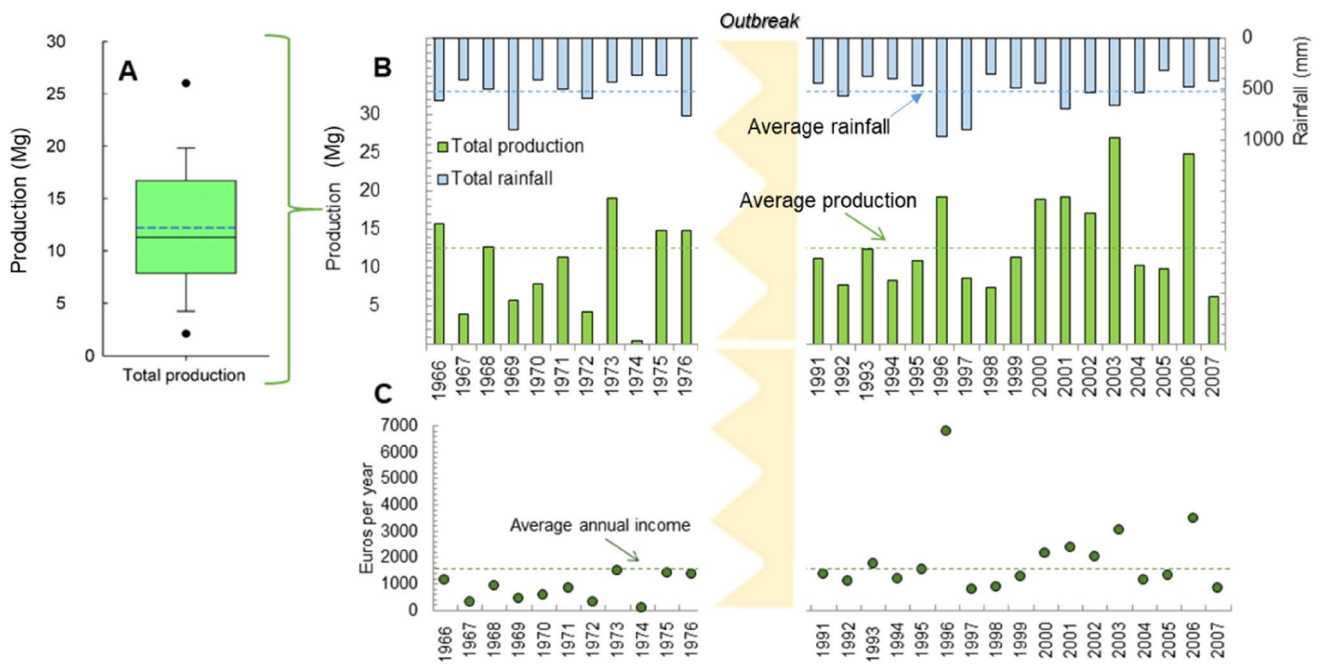 Outbreak
A
Production (Mg)
30
25
20
15
10
5
0
Total production
B
Production (Mg)
30
25
20
15
10
5
Total production
Total rainfall
Average rainfall
Average production
0
500
1000
Rainfall (mm)
1966 1967 1968 1969 1970 1971 1972 1973 1974 1975 1976
1991 1992 1993 1994 1995 1996 1997 1998 1999 2000 2001 2002 2003 2004 2005 2006 2007
C
Euros per year
7000
6000
5000
4000
3000
2000
1000
0
Average annual income
1966 1967 1968 1969 1970 1971 1972 1973 1974 1975 1976
1991 1992 1993 1994 1995 1996 1997 1998 1999 2000 2001 2002 2003 2004 2005 2006 2007